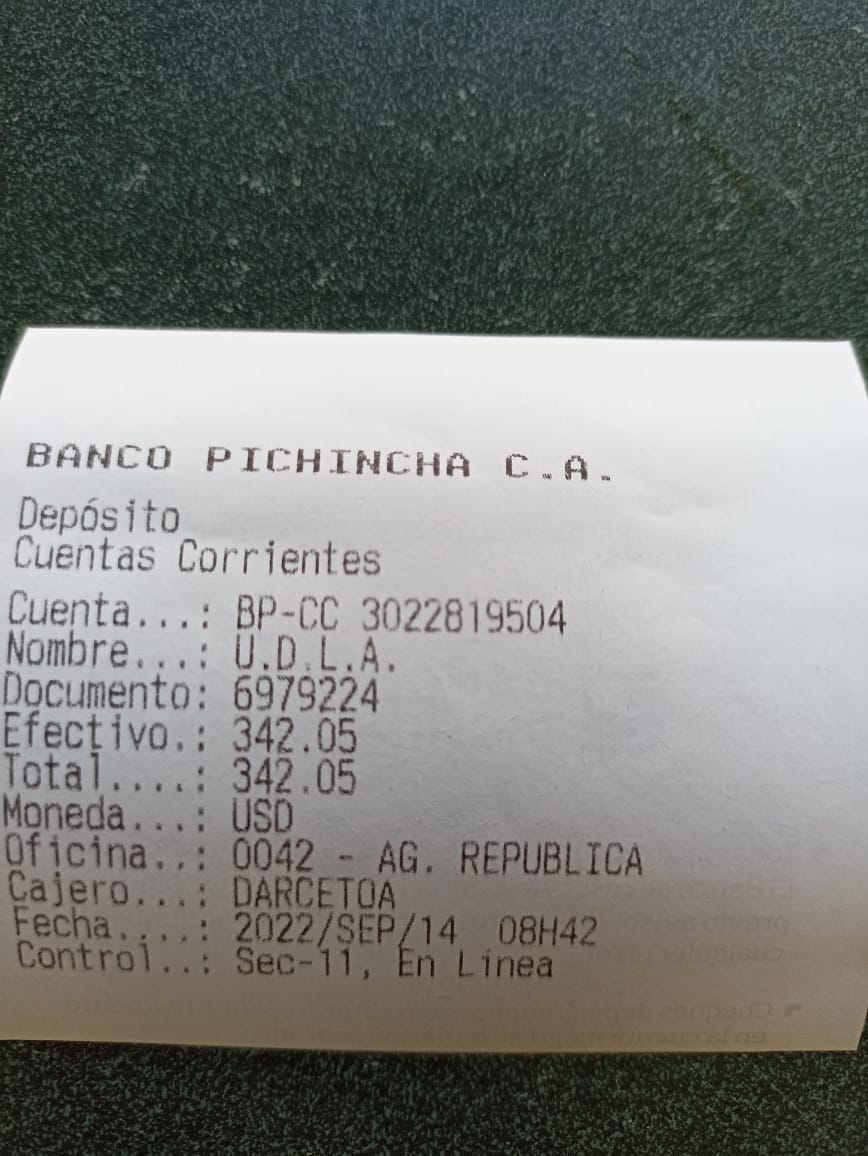 BANCO PICHINCHA C.A.
Depósito
Cuentas Corrientes
Cuenta...: BP-CC 3022819504
Nombre...: U.D.L.A.
Documento: 6979224
Efectivo.: 342.05
Total....: 342.05
Moneda...: USD
Oficina..: 0042 - AG. REPUBLICA
Cajero...: DARCETOA
Fecha....: 2022/SEP/14 08H42
Control..: Sec-11, En Línea